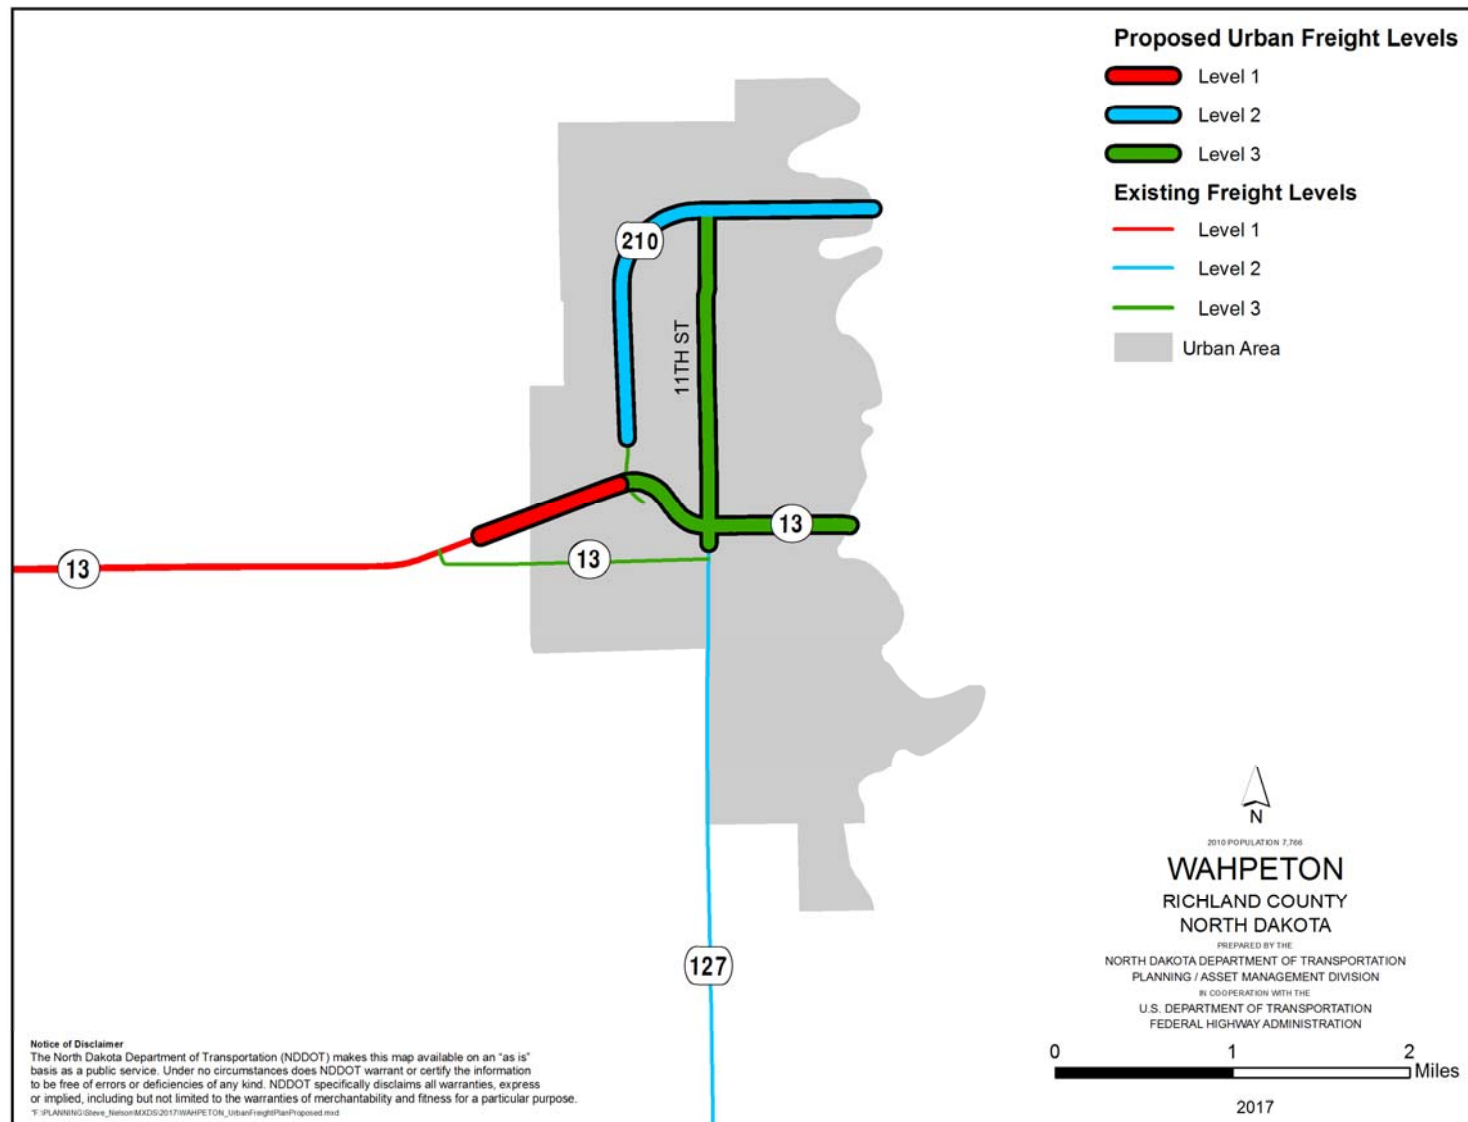 Proposed Urban Freight Levels
Level 1
Level 2
Level 3
Existing Freight Levels
Level 1
Level 2
Level 3
Urban Area
210
11TH ST
13
13
13
127
N
2010 POPULATION 7,766
WAHPETON
RICHLAND COUNTY
NORTH DAKOTA
PREPARED BY THE
NORTH DAKOTA DEPARTMENT OF TRANSPORTATION
PLANNING / ASSET MANAGEMENT DIVISION
IN COOPERATION WITH THE
U.S. DEPARTMENT OF TRANSPORTATION
FEDERAL HIGHWAY ADMINISTRATION
0 1 2
Miles
2017
Notice of Disclaimer
The North Dakota Department of Transportation (NDDOT) makes this map available on an "as is"
basis as a public service. Under no circumstances does NDDOT warrant or certify the information
to be free of errors or deficiencies of any kind. NDDOT specifically disclaims all warranties, express
or implied, including but not limited to the warranties of merchantability and fitness for a particular purpose.
"F:\PLANNING\Steve_Nelson\MXDS\2017\WAHPETON_UrbanFreightPlanProposed.mxd